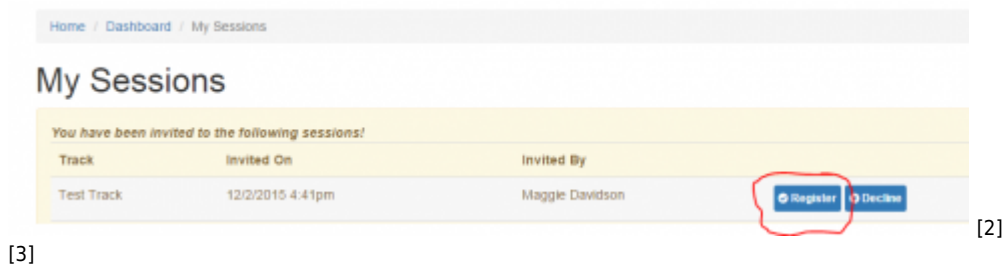 Home / Dashboard / My Sessions
My Sessions
You have been invited to the following sessions!
Track Invited On Invited By
Test Track 12/2/2015 4:41pm Maggie Davidson Register Decline
[2]
[3]